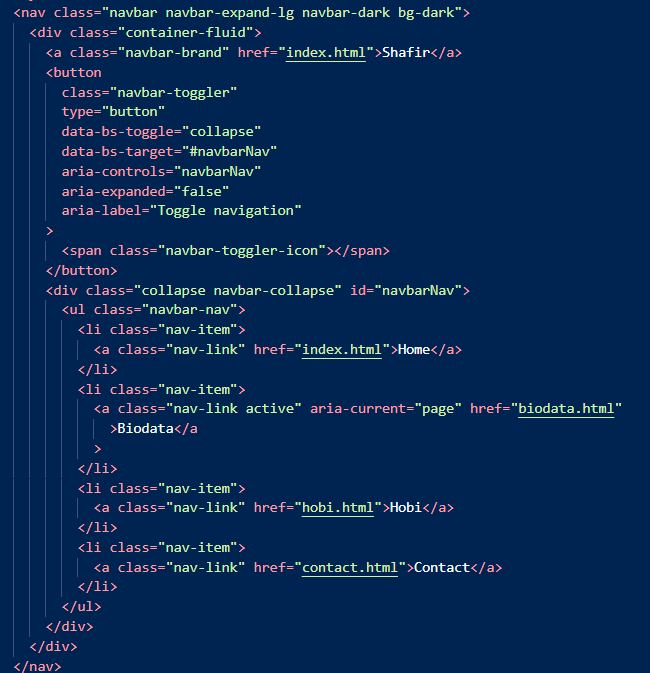 <nav class="navbar navbar-expand-lg navbar-dark bg-dark">
<div class="container-fluid">
<a class="navbar-brand" href="index.html">Shafir</a>
<button
class="navbar-toggler"
type="button"
data-bs-toggle="collapse"
data-bs-target="#navbarNav"
aria-controls="navbarNav"
aria-expanded="false"
aria-label="Toggle navigation"
>
<span class="navbar-toggler-icon"></span>
</button>
<div class="collapse navbar-collapse" id="navbarNav">
<ul class="navbar-nav">
<li class="nav-item">
<a class="nav-link" href="index.html">Home</a>
</li>
<li class="nav-item">
<a class="nav-link active" aria-current="page" href="biodata.html"
>Biodata</a
>
</li>
<li class="nav-item">
<a class="nav-link" href="hobi.html">Hobi</a>
</li>
<li class="nav-item">
<a class="nav-link" href="contact.html">Contact</a>
</li>
</ul>
</div>
</div>
</nav>